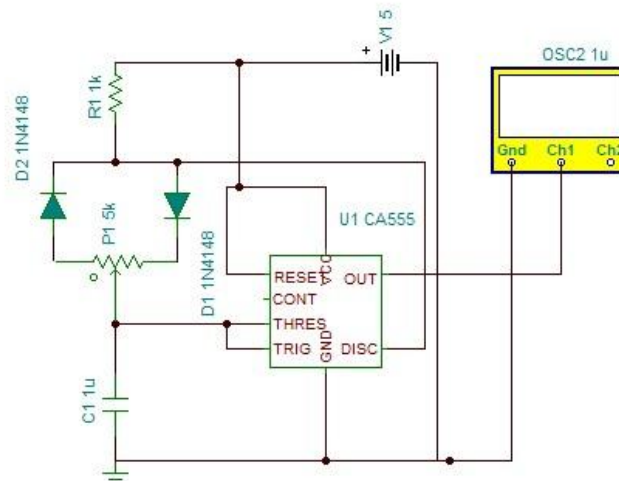 V1 5
+
OSC2 1u
Gnd Ch1 Ch2
R1 1k
D2 1N4148
P1 5k
D1 1N4148
U1 CA555
RESET
VCC
OUT
CONT
THRES
TRIG
GND
DISC
C1 1u